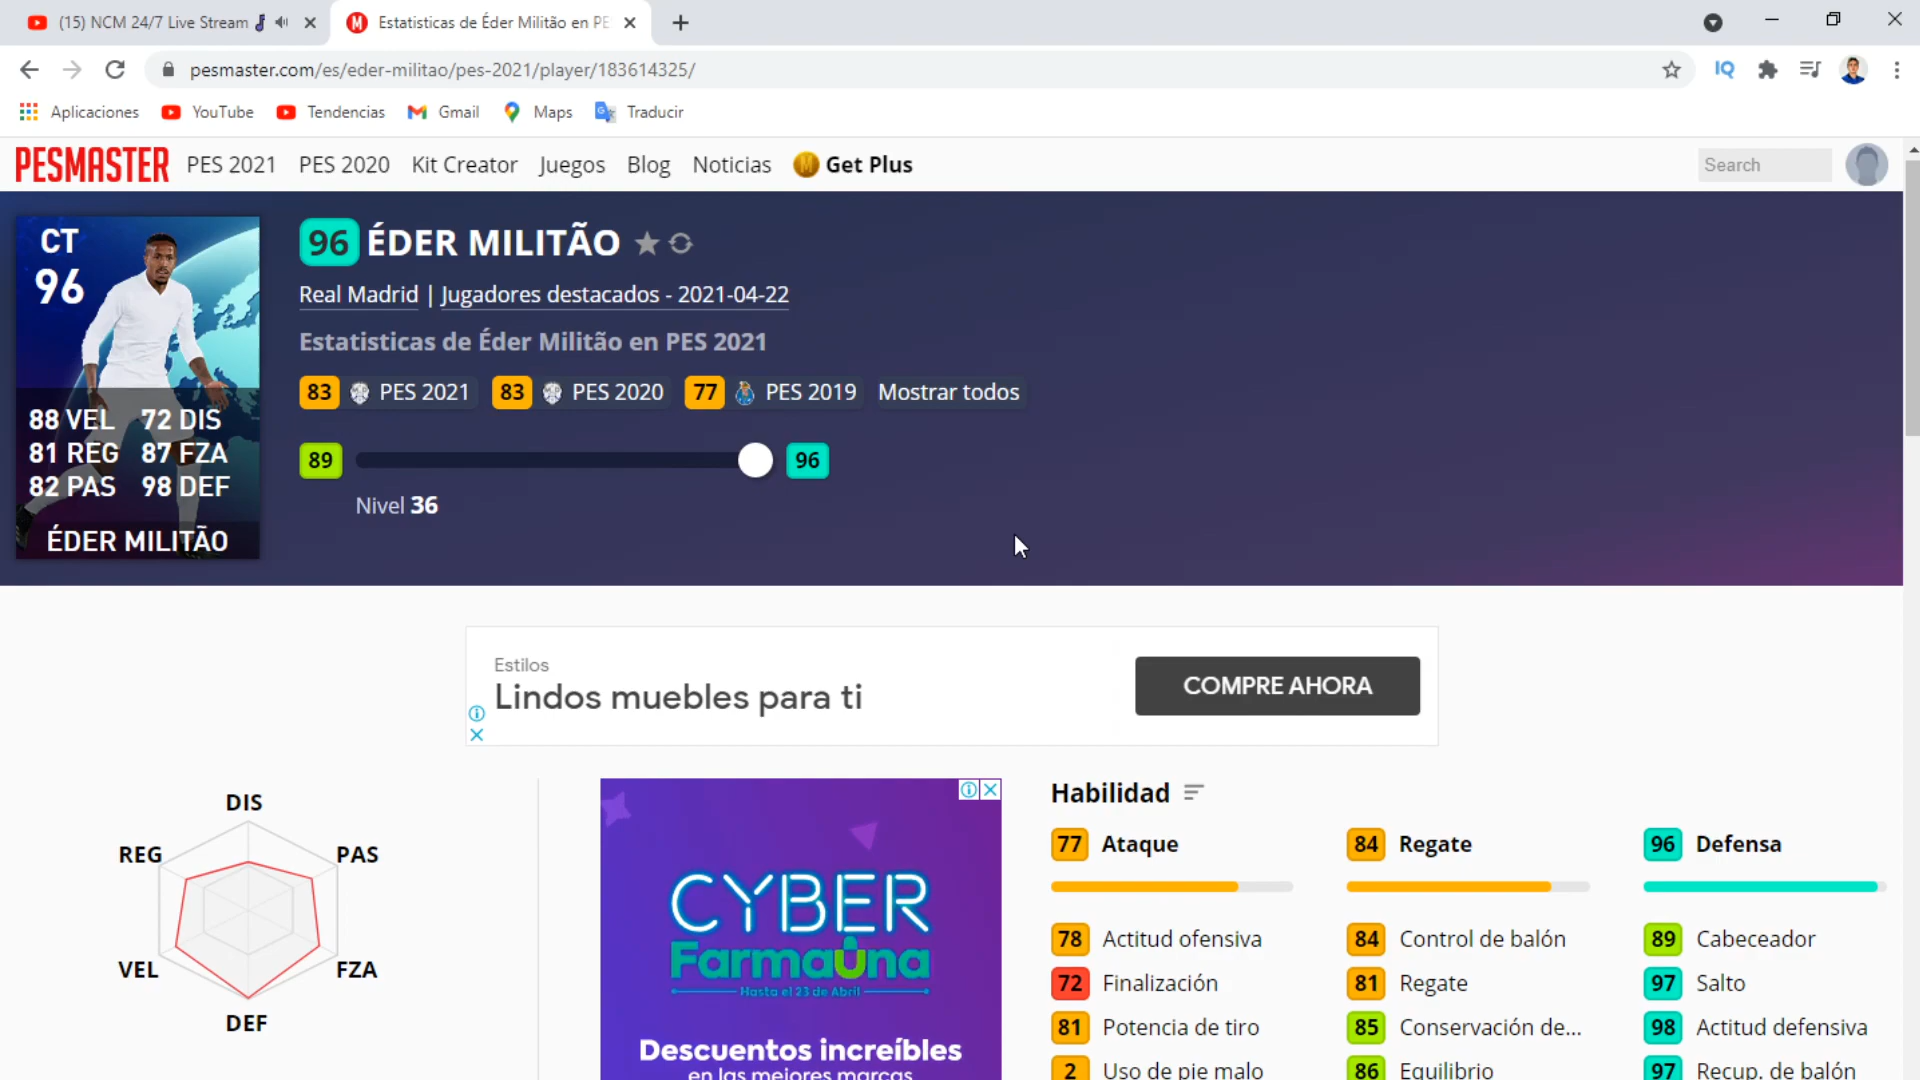 (15) NCM 24/7 Live Stream
Estatisticas de Éder Militão en PE
pesmaster.com/es/eder-militao/pes-2021/player/183614325/
IQ
Aplicaciones YouTube Tendencias Gmail Maps Traducir
PESMASTER PES 2021 PES 2020 Kit Creator Juegos Blog Noticias Get Plus Search
CT
96
88 VEL 72 DIS
81 REG 87 FZA
82 PAS 98 DEF
ÉDER MILITÃO
96 ÉDER MILITÃO
Real Madrid | Jugadores destacados - 2021-04-22
Estatisticas de Éder Militão en PES 2021
83 PES 2021 83 PES 2020 77 PES 2019 Mostrar todos
89 96
Nivel 36
Estilos
Lindos muebles para ti
COMPRE AHORA
DIS
REG PAS
VEL FZA
DEF
CYBER
Farmauna
Hasta el 23 de Abril
Descuentos increíbles
en las mejores marcas
Habilidad
77 Ataque
78 Actitud ofensiva
72 Finalización
81 Potencia de tiro
2 Uso de pie malo
84 Regate
84 Control de balón
81 Regate
85 Conservación de...
86 Equilibrio
96 Defensa
89 Cabeceador
97 Salto
98 Actitud defensiva
97 Recup. de balón